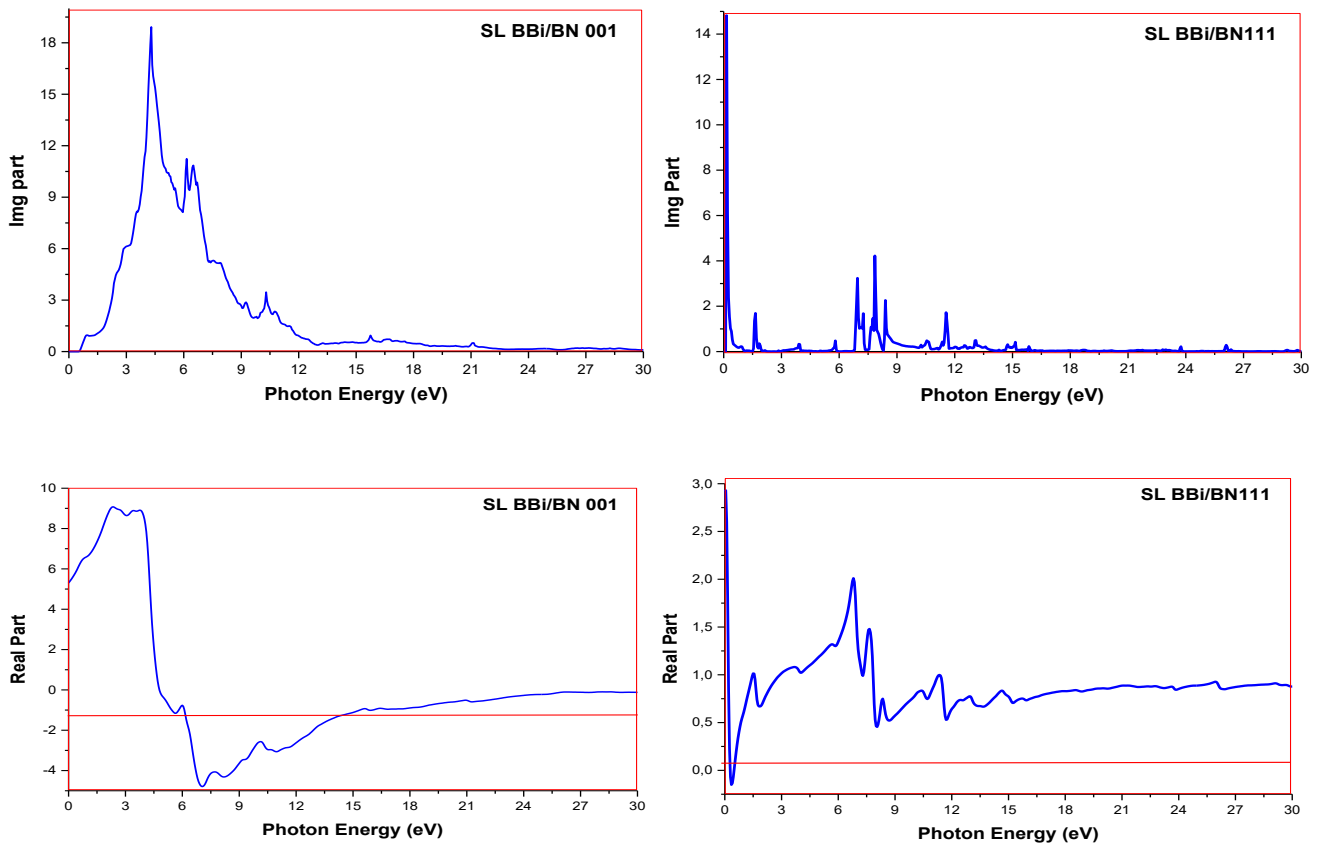 SL BBi/BN 001
Img part
18
15
12
9
6
3
0
0 3 6 9 12 15 18 21 24 27 30
Photon Energy (eV)
SL BBi/BN111
Img Part
14
12
10
8
6
4
2
0
0 3 6 9 12 15 18 21 24 27 30
Photon Energy (eV)
SL BBi/BN 001
Real Part
10
8
6
4
2
0
-2
-4
0 3 6 9 12 15 18 21 24 27 30
Photon Energy (eV)
SL BBi/BN111
Real Part
3,0
2,5
2,0
1,5
1,0
0,5
0,0
0 3 6 9 12 15 18 21 24 27 30
Photon Energy (eV)